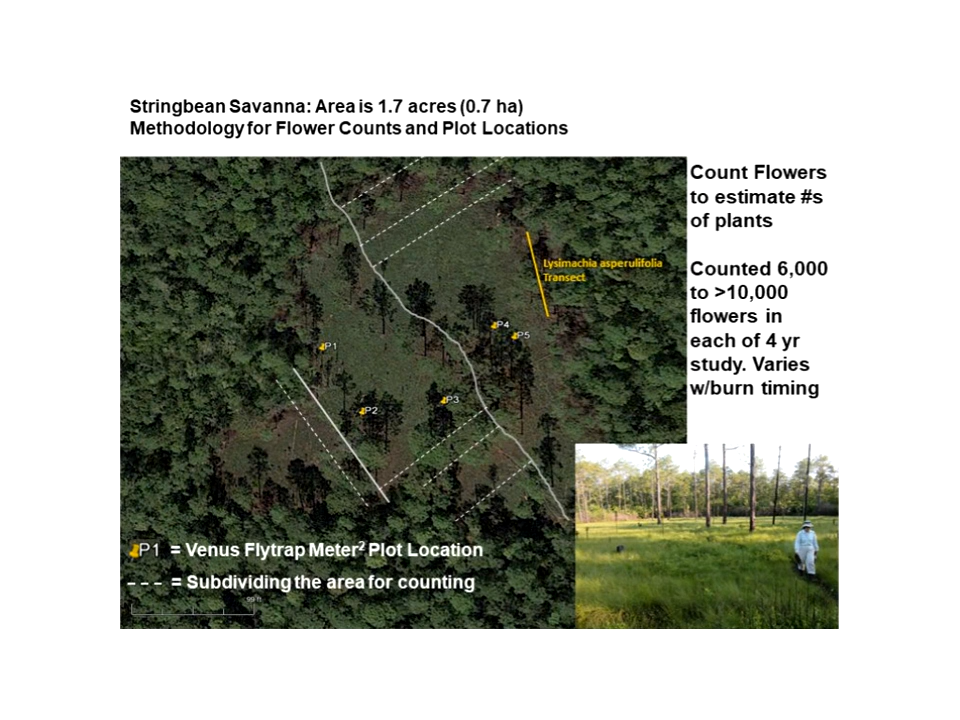 Stringbean Savanna: Area is 1.7 acres (0.7 ha)
Methodology for Flower Counts and Plot Locations
Count Flowers
to estimate #s
of plants
Counted 6,000
to >10,000
flowers in
each of 4 yr
study. Varies
w/burn timing
Lysimachia asperulifolia
Transect
P4
P5
P1
P3
P2
P1 = Venus Flytrap Meter² Plot Location
--- = Subdividing the area for counting